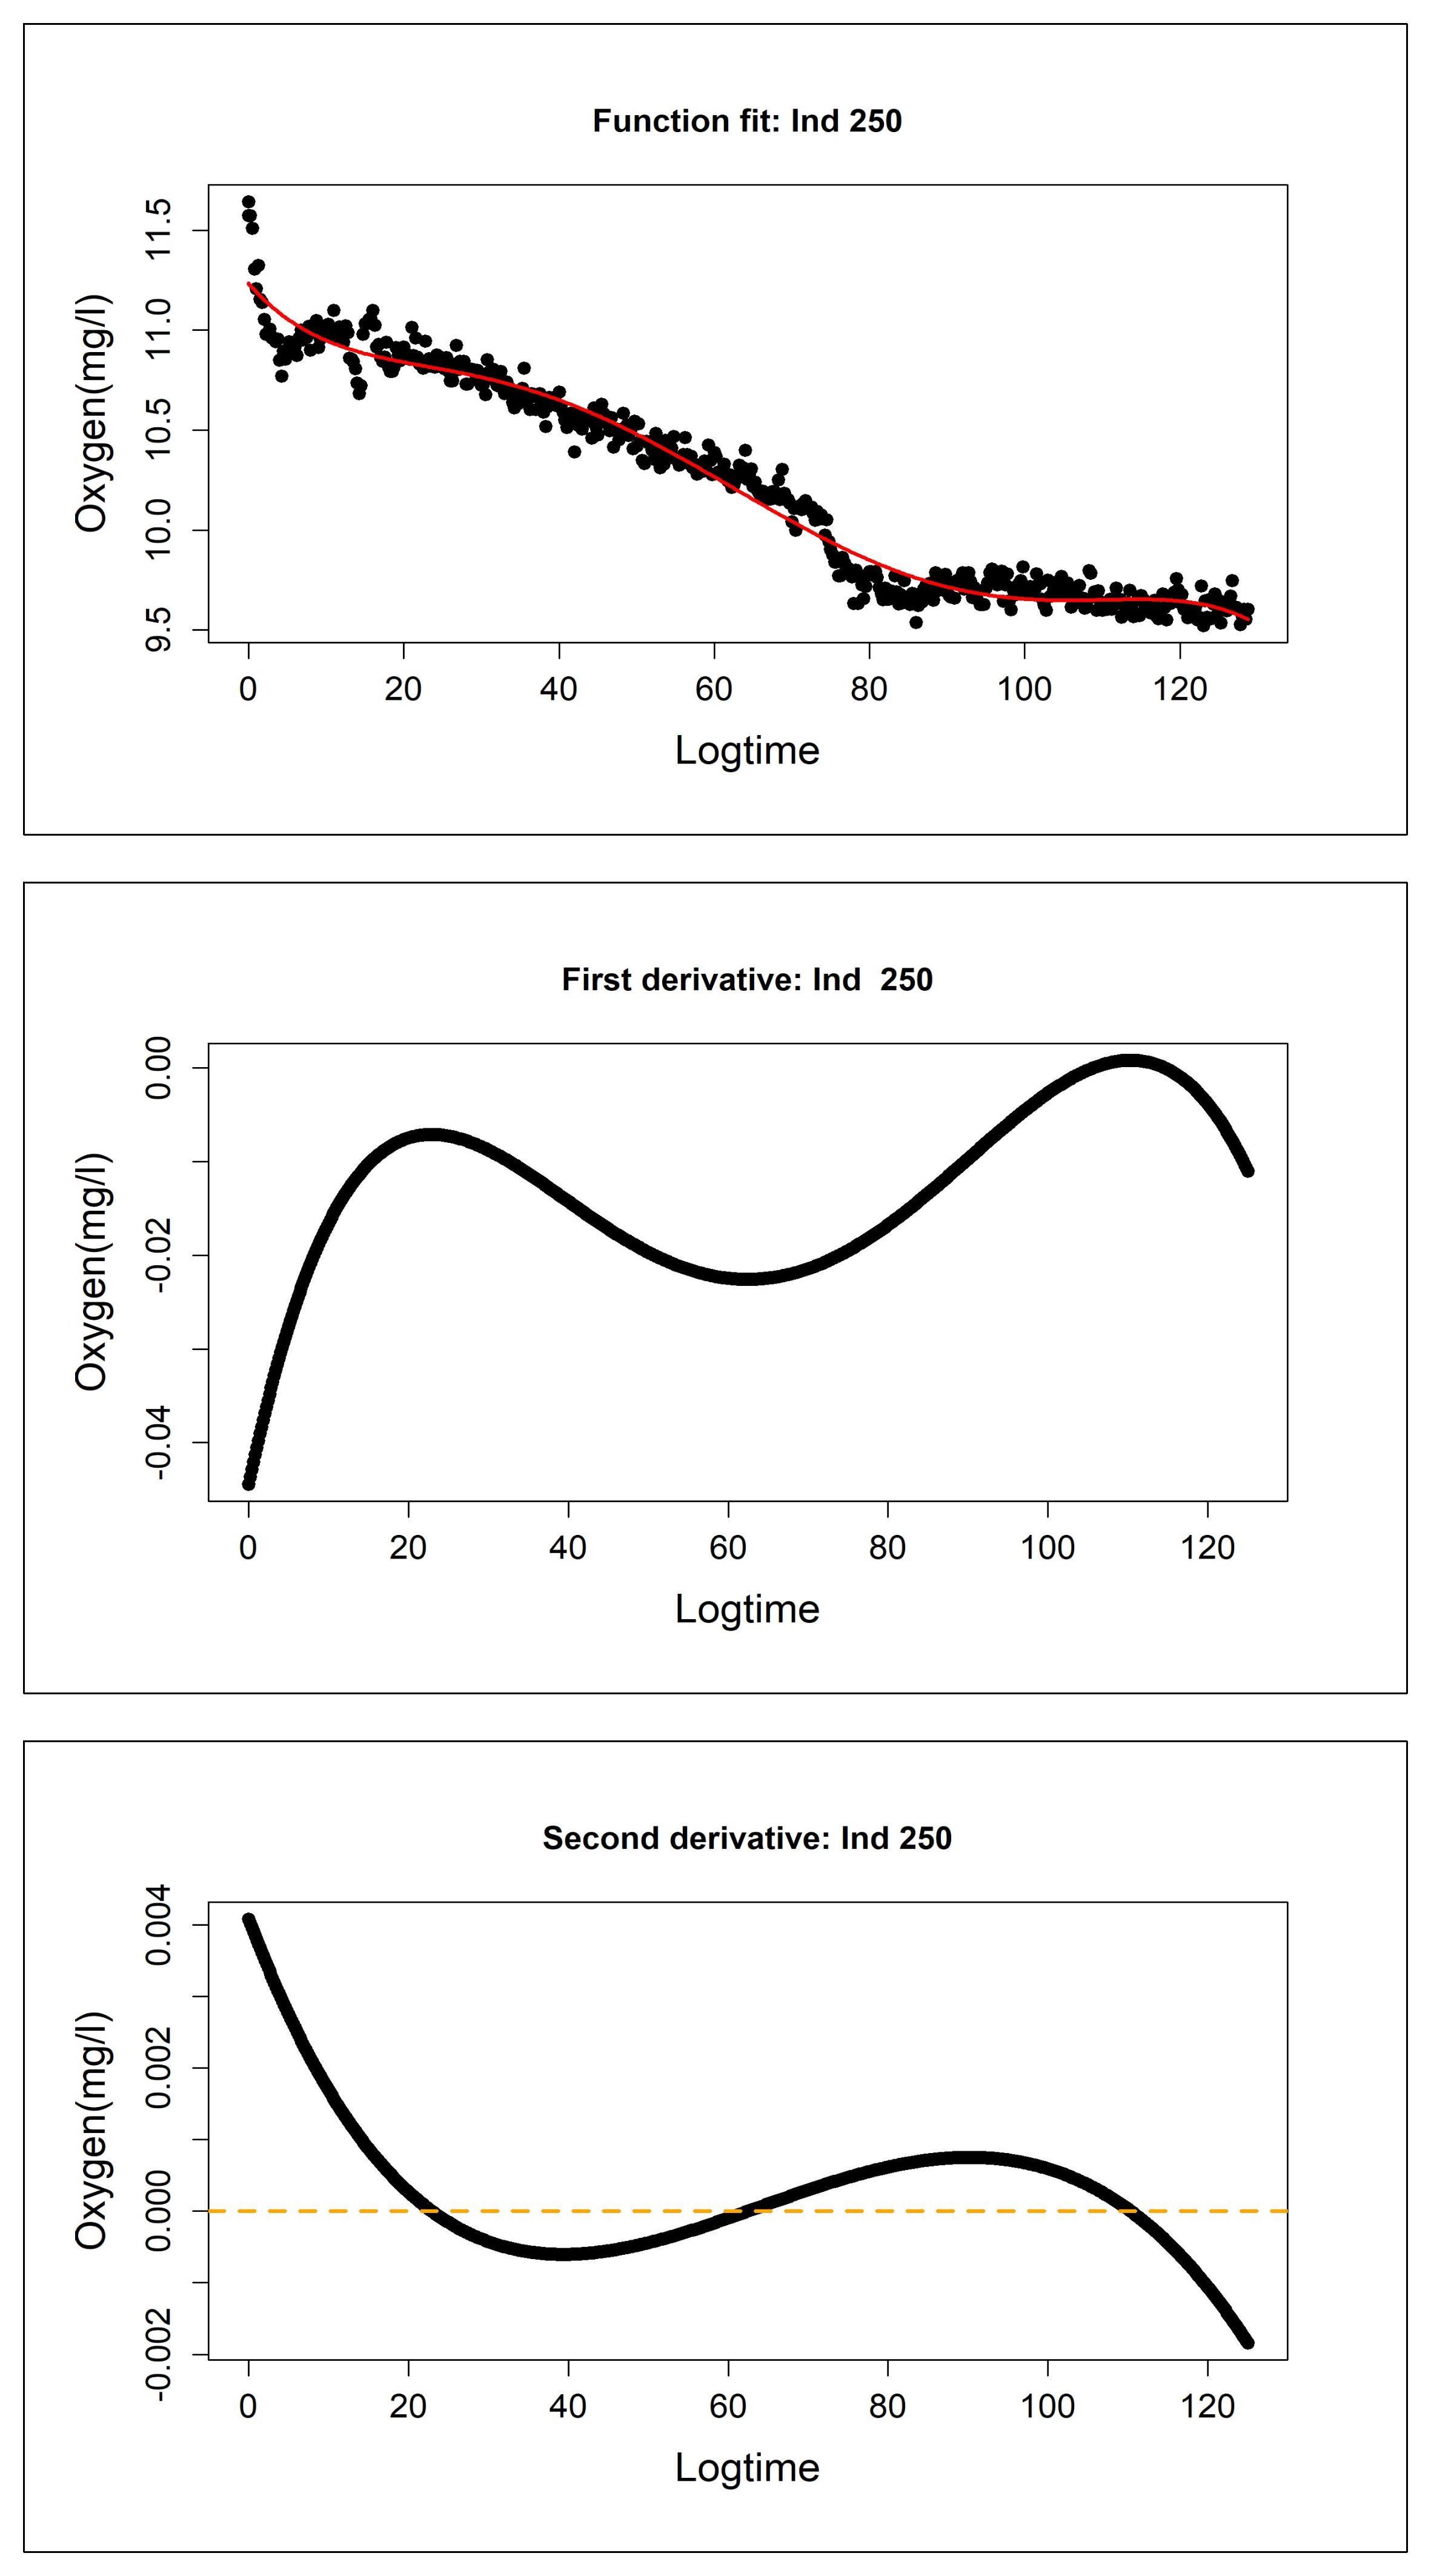 Function fit: Ind 250
Oxygen(mg/l)
11.5
11.0
10.5
10.0
9.5
0 20 40 60 80 100 120
Logtime
First derivative: Ind  250
Oxygen(mg/l)
0.00
-0.02
-0.04
0 20 40 60 80 100 120
Logtime
Second derivative: Ind 250
Oxygen(mg/l)
0.004
0.002
0.000
-0.002
0 20 40 60 80 100 120
Logtime